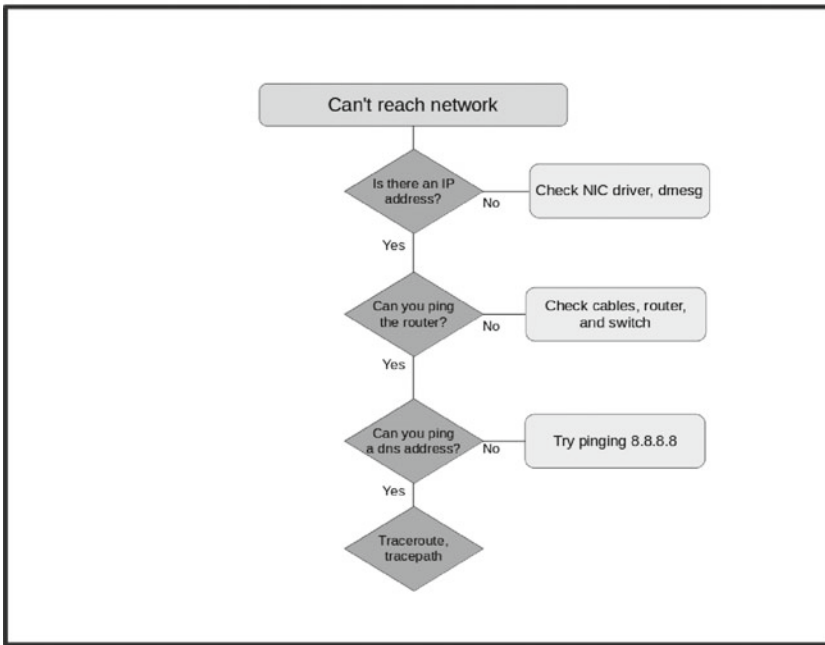 Can't reach network
Is there an IP
address?
No
Check NIC driver, dmesg
Yes
Can you ping
the router?
No
Check cables, router,
and switch
Yes
Can you ping
a dns address?
No
Try pinging 8.8.8.8
Yes
Traceroute,
tracepath